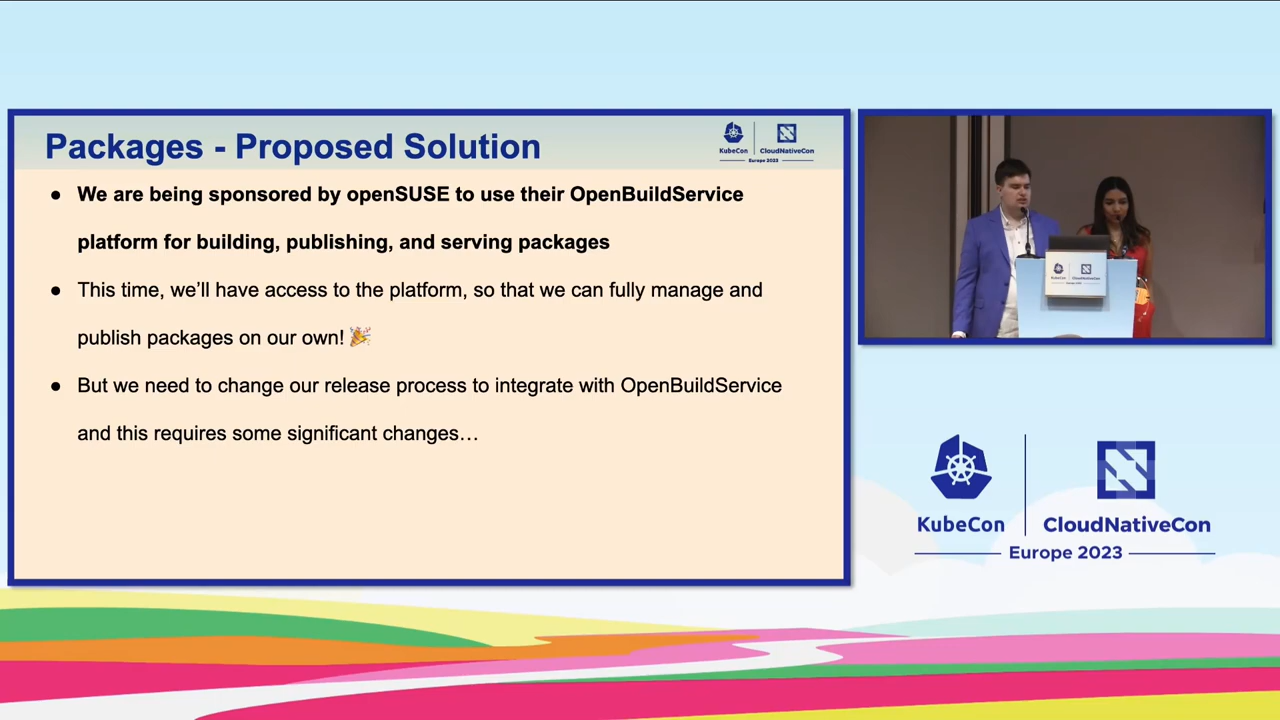 Packages - Proposed Solution
KubeCon
CloudNativeCon
Europe 2023
● We are being sponsored by openSUSE to use their OpenBuildService
platform for building, publishing, and serving packages
● This time, we’ll have access to the platform, so that we can fully manage and
publish packages on our own! 🎉
● But we need to change our release process to integrate with OpenBuildService
and this requires some significant changes…
KubeCon
CloudNativeCon
KubeCon
CloudNativeCon
Europe 2023